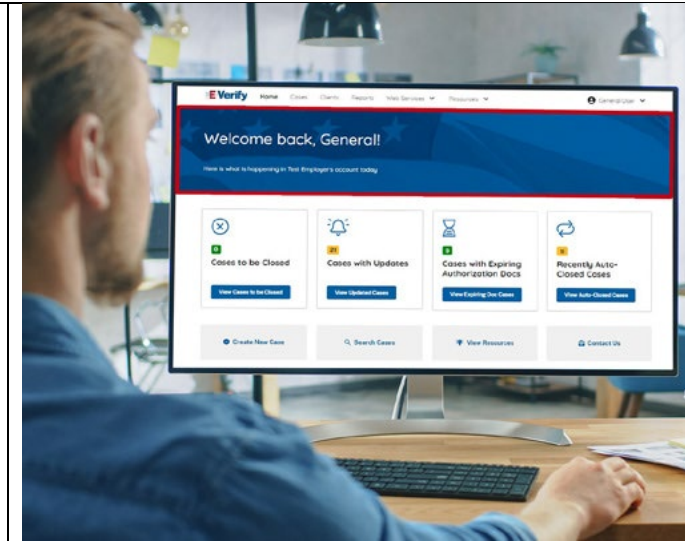 E-Verify Home Cases Clients Reports Web Services Resources General User
Welcome back, General!
Here is what is happening in Test Employer's account today
0
Cases to be Closed
View Cases to be Closed
21
Cases with Updates
View Updated Cases
Cases with Expiring
Authorization Docs
View Expiring Doc Cases
Recently Auto-
Closed Cases
View Auto-Closed Cases
Create New Case
Search Cases
View Resources
Contact Us